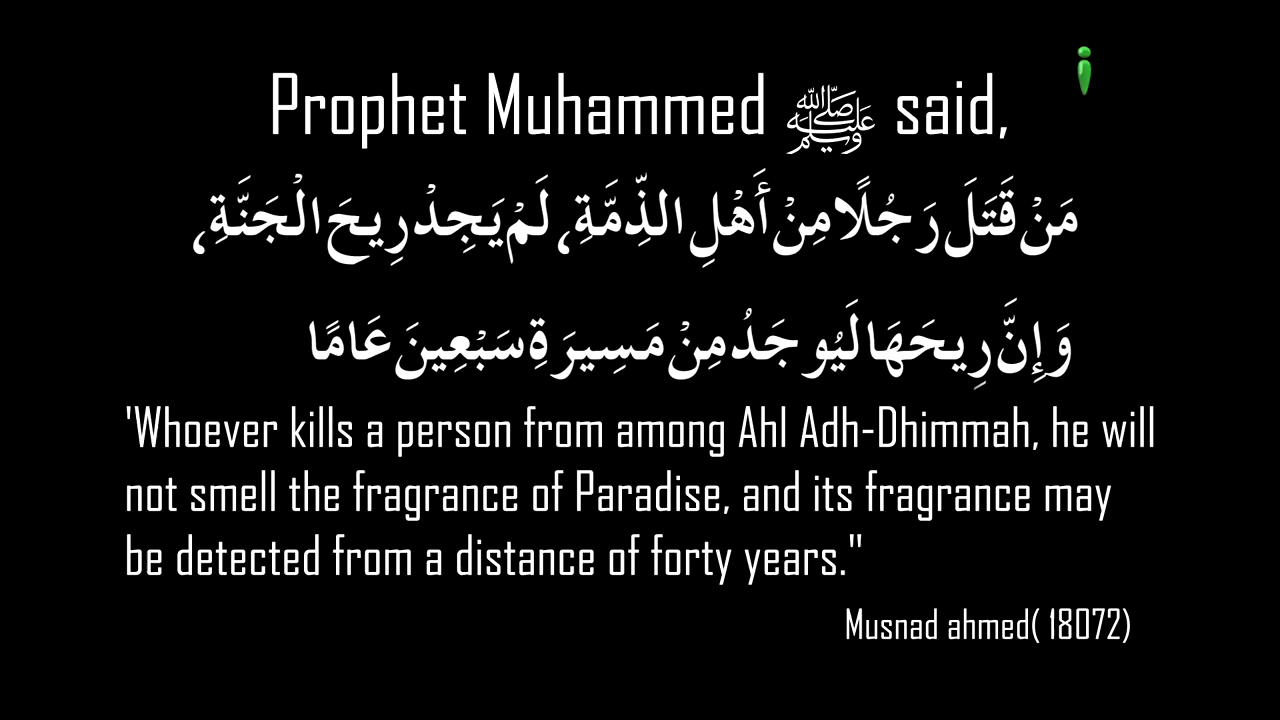 Prophet Muhammed ﷺ said,
مَنْ قَتَلَ رَجُلًا مِنْ أَهْلِ الذِّمَّةِ، لَمْ يَجِدْ رِيحَ الْجَنَّةِ،
وَإِنَّ رِيحَهَا لَيُوجَدُ مِنْ مَسِيرَةِ سَبْعِينَ عَامًا
'Whoever kills a person from among Ahl Adh-Dhimmah, he will
not smell the fragrance of Paradise, and its fragrance may
be detected from a distance of forty years."
Musnad ahmed( 18072)